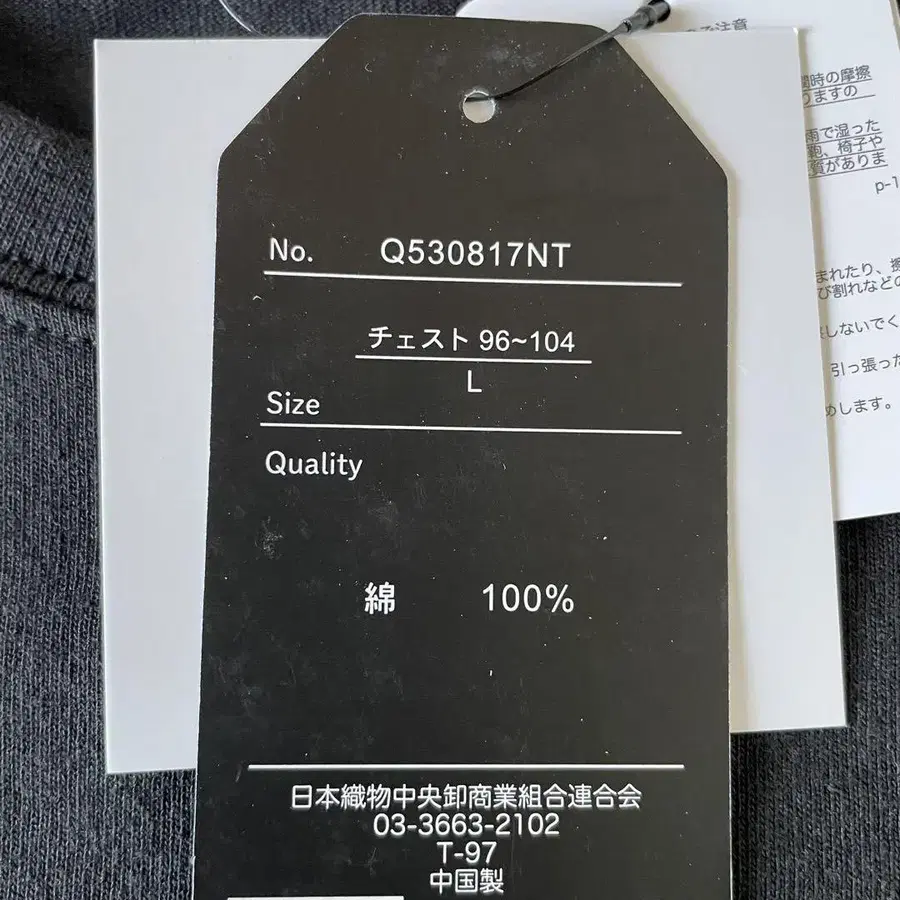 No. Q530817NT
チェスト 96~104
L
Size
Quality
綿 100%
日本織物中央卸商業組合連合会
03-3663-2102
T-97
中国製
注意
時の摩擦
りますの
雨で湿った
椅子や
質がありま
p-1
まれたり、
び割れなどの
しないでく
引っ張った
めします。